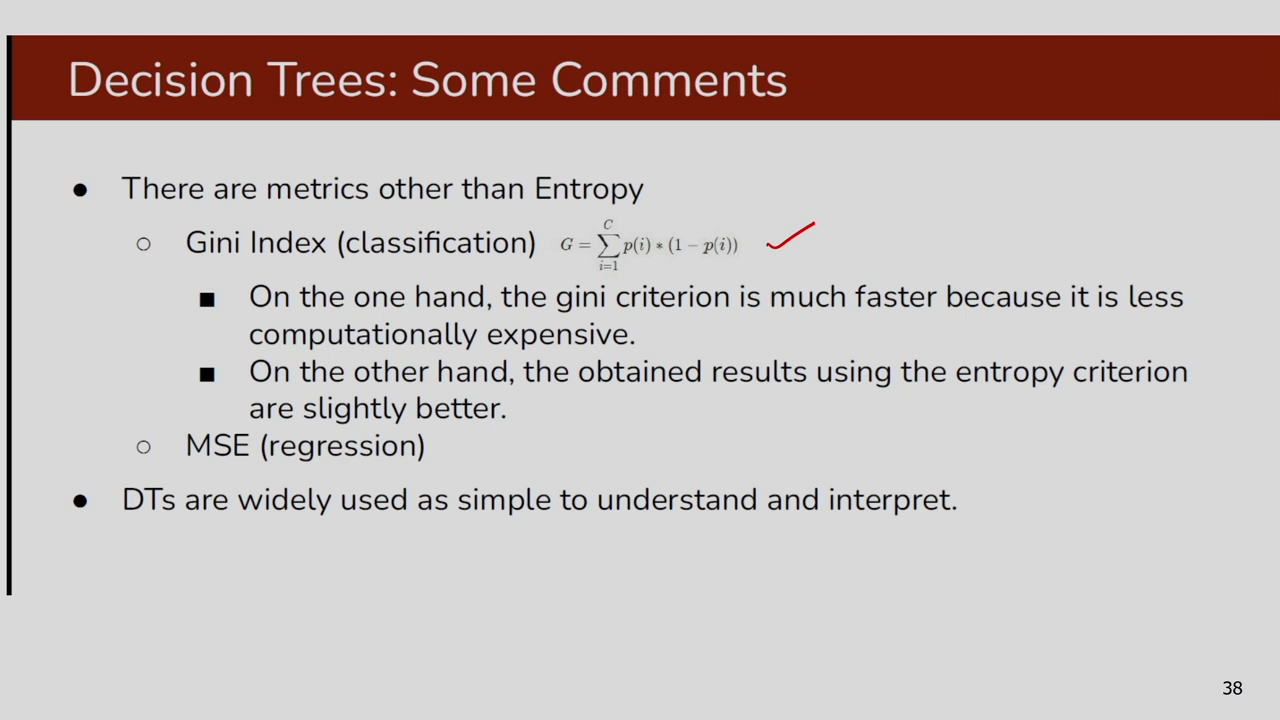 Decision Trees: Some Comments
● There are metrics other than Entropy
○ Gini Index (classification) G = \sum_{i=1}^{C} p(i) * (1 − p(i))
■ On the one hand, the gini criterion is much faster because it is less
computationally expensive.
■ On the other hand, the obtained results using the entropy criterion
are slightly better.
○ MSE (regression)
● DTs are widely used as simple to understand and interpret.
38